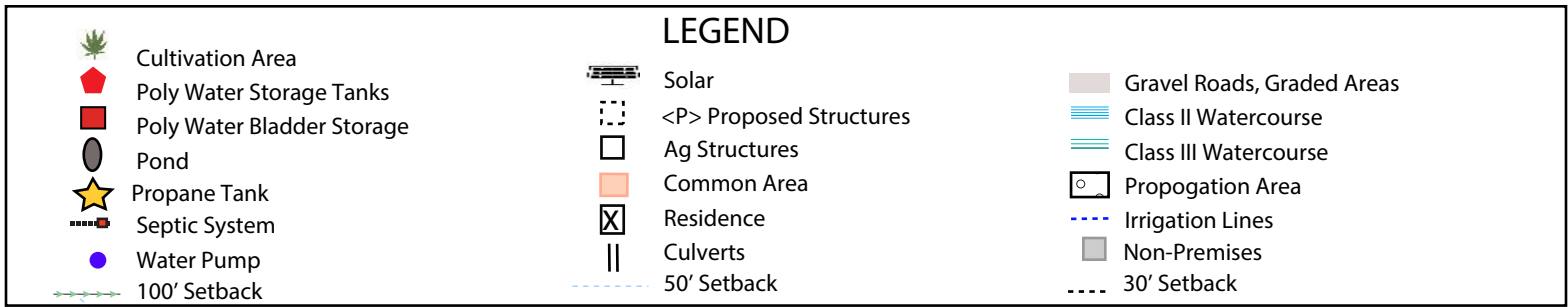 LEGEND
Cultivation Area
Poly Water Storage Tanks
Poly Water Bladder Storage
Pond
Propane Tank
Septic System
Water Pump
100’ Setback
Solar
<P> Proposed Structures
Ag Structures
Common Area
X
Residence
Culverts
50’ Setback
Gravel Roads, Graded Areas
Class II Watercourse
Class III Watercourse
Propogation Area
Irrigation Lines
Non-Premises
30’ Setback